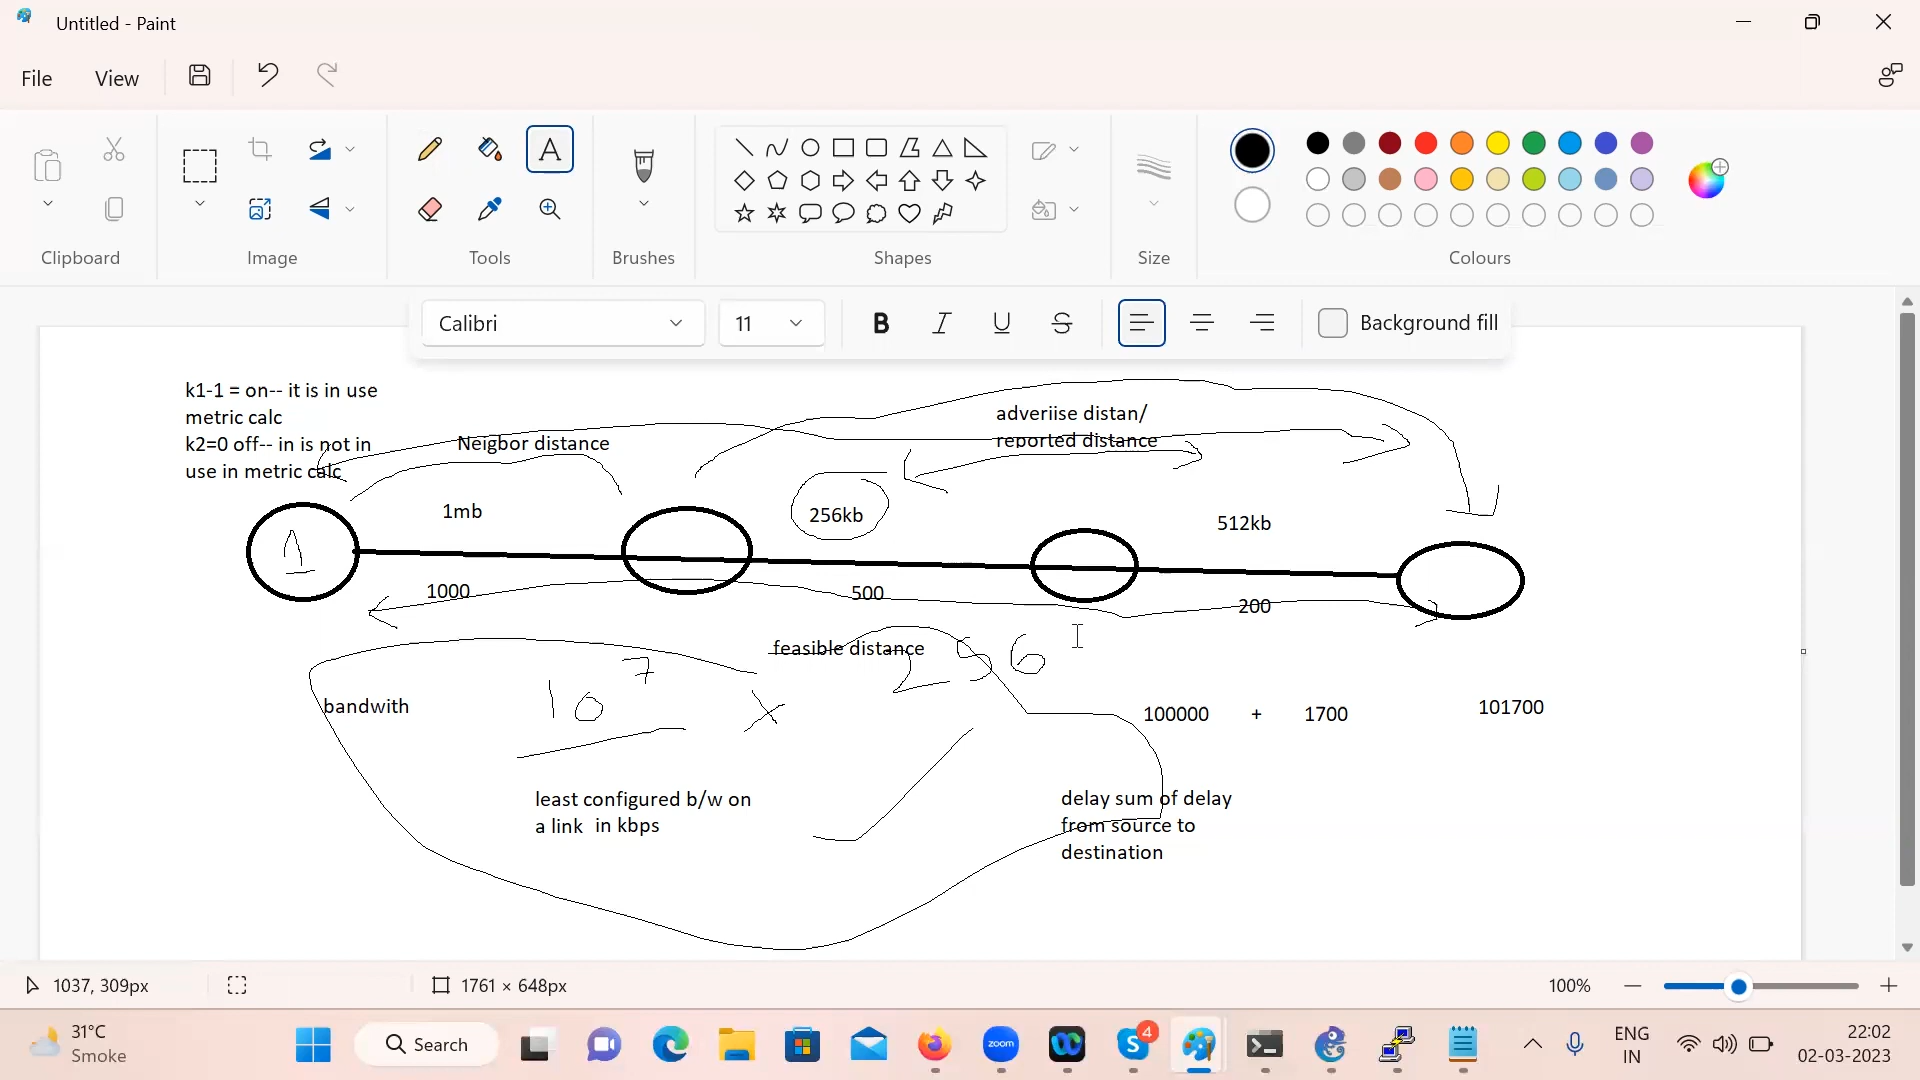 Untitled - Paint
File
View
Clipboard
Image
Tools
Brushes
Shapes
Size
Colours
A
Calibri
11
B
I
U
S
Background fill
k1-1 = on-- it is in use
metric calc
k2=0 off-- in is not in
use in metric calc
Neigbor distance
adveriise distan/
reported distance
1mb
256kb
512kb
1
1000
500
200
feasible distance
256
bandwith
10 7
x
100000 + 1700
101700
least configured b/w on
a link in kbps
delay sum of delay
from source to
destination
1037, 309px
1761 × 648px
100%
31°C
Smoke
Search
zoom
4
ENG
IN
22:02
02-03-2023